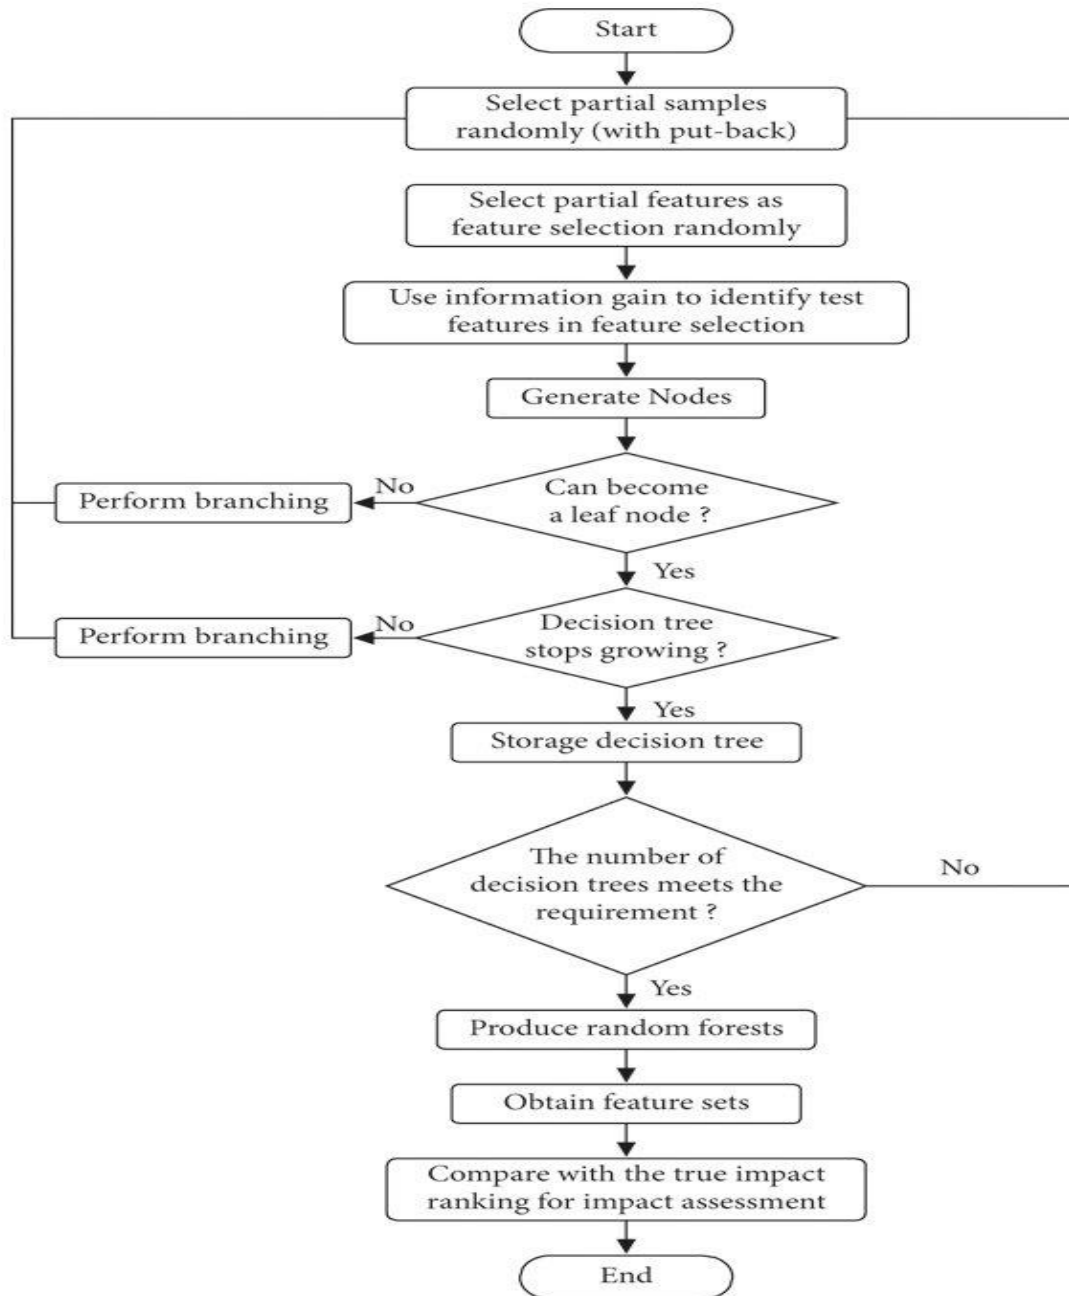 Start
Select partial samples
randomly (with put-back)
Select partial features as
feature selection randomly
Use information gain to identify test
features in feature selection
Generate Nodes
Perform branching
No
Can become
a leaf node ?
Yes
Perform branching
No
Decision tree
stops growing ?
Yes
Storage decision tree
The number of
decision trees meets the
requirement ?
No
Yes
Produce random forests
Obtain feature sets
Compare with the true impact
ranking for impact assessment
End